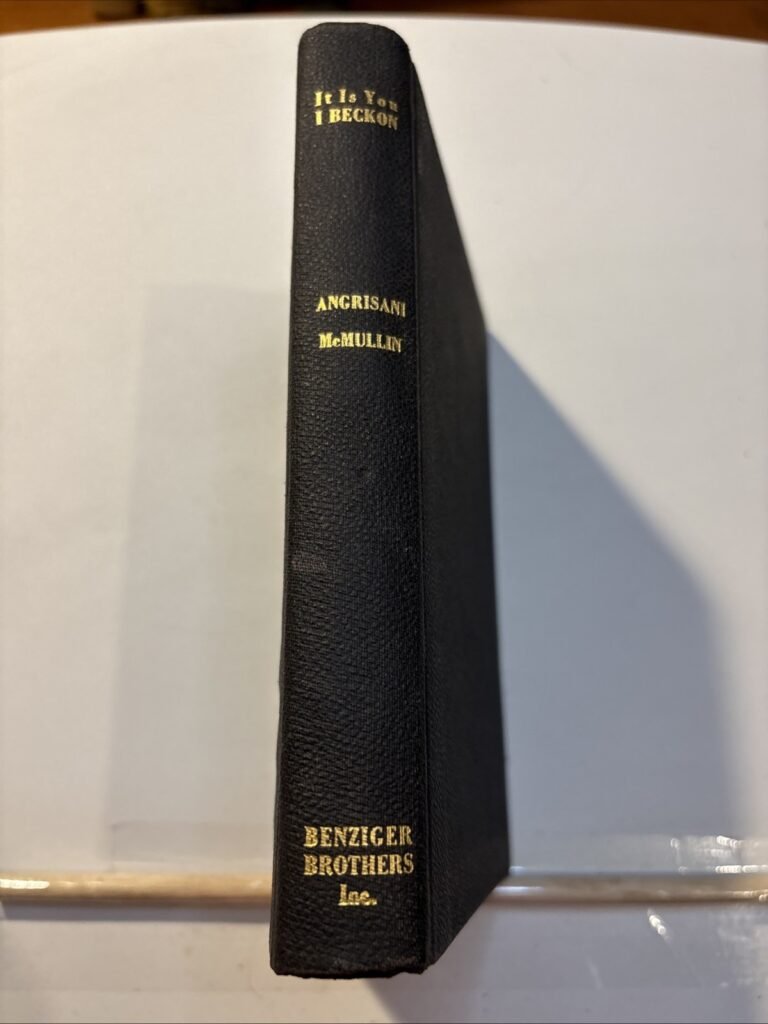 It Is You
I BECKON
ANGRISANI
McMULLIN
BENZIGER
BROTHERS
Inc.